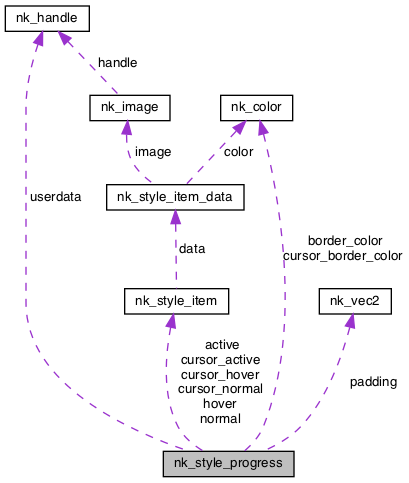 nk_handle
handle
nk_image
nk_color
image
color
userdata
nk_style_item_data
border_color
cursor_border_color
data
nk_style_item
nk_vec2
active
cursor_active
cursor_hover
cursor_normal
hover
normal
padding
nk_style_progress